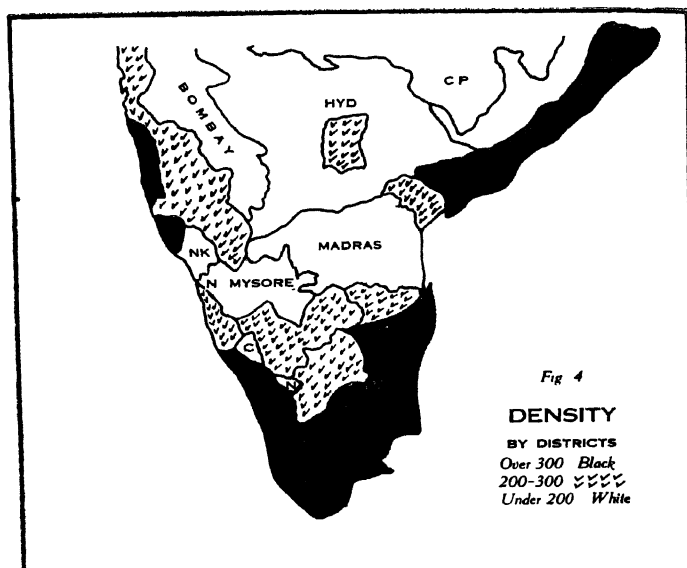 CP
HYD
BOMBAY
MADRAS
NK
N MYSORE
C
N
Fig 4
DENSITY
BY DISTRICTS
Over 300 Black
200-300
Under 200 White